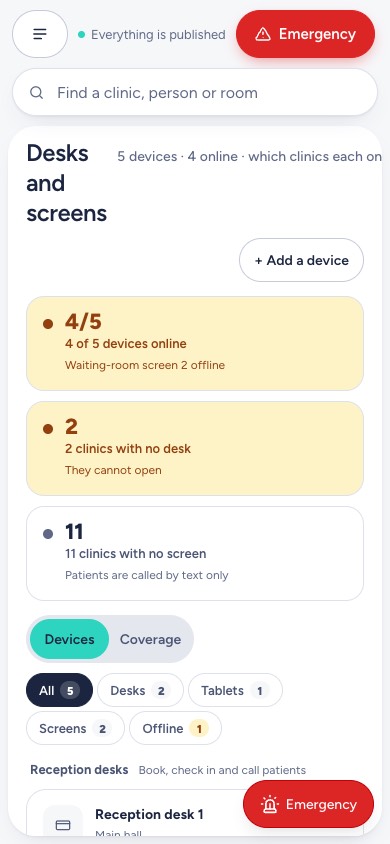 Everything is published
Emergency
Find a clinic, person or room
Desks and screens
5 devices · 4 online · which clinics each on
+ Add a device
4/5
4 of 5 devices online
Waiting-room screen 2 offline
2
2 clinics with no desk
They cannot open
11
11 clinics with no screen
Patients are called by text only
Devices
Coverage
All 5
Desks 2
Tablets 1
Screens 2
Offline 1
Reception desks Book, check in and call patients
Reception desk 1
Main hall
Emergency